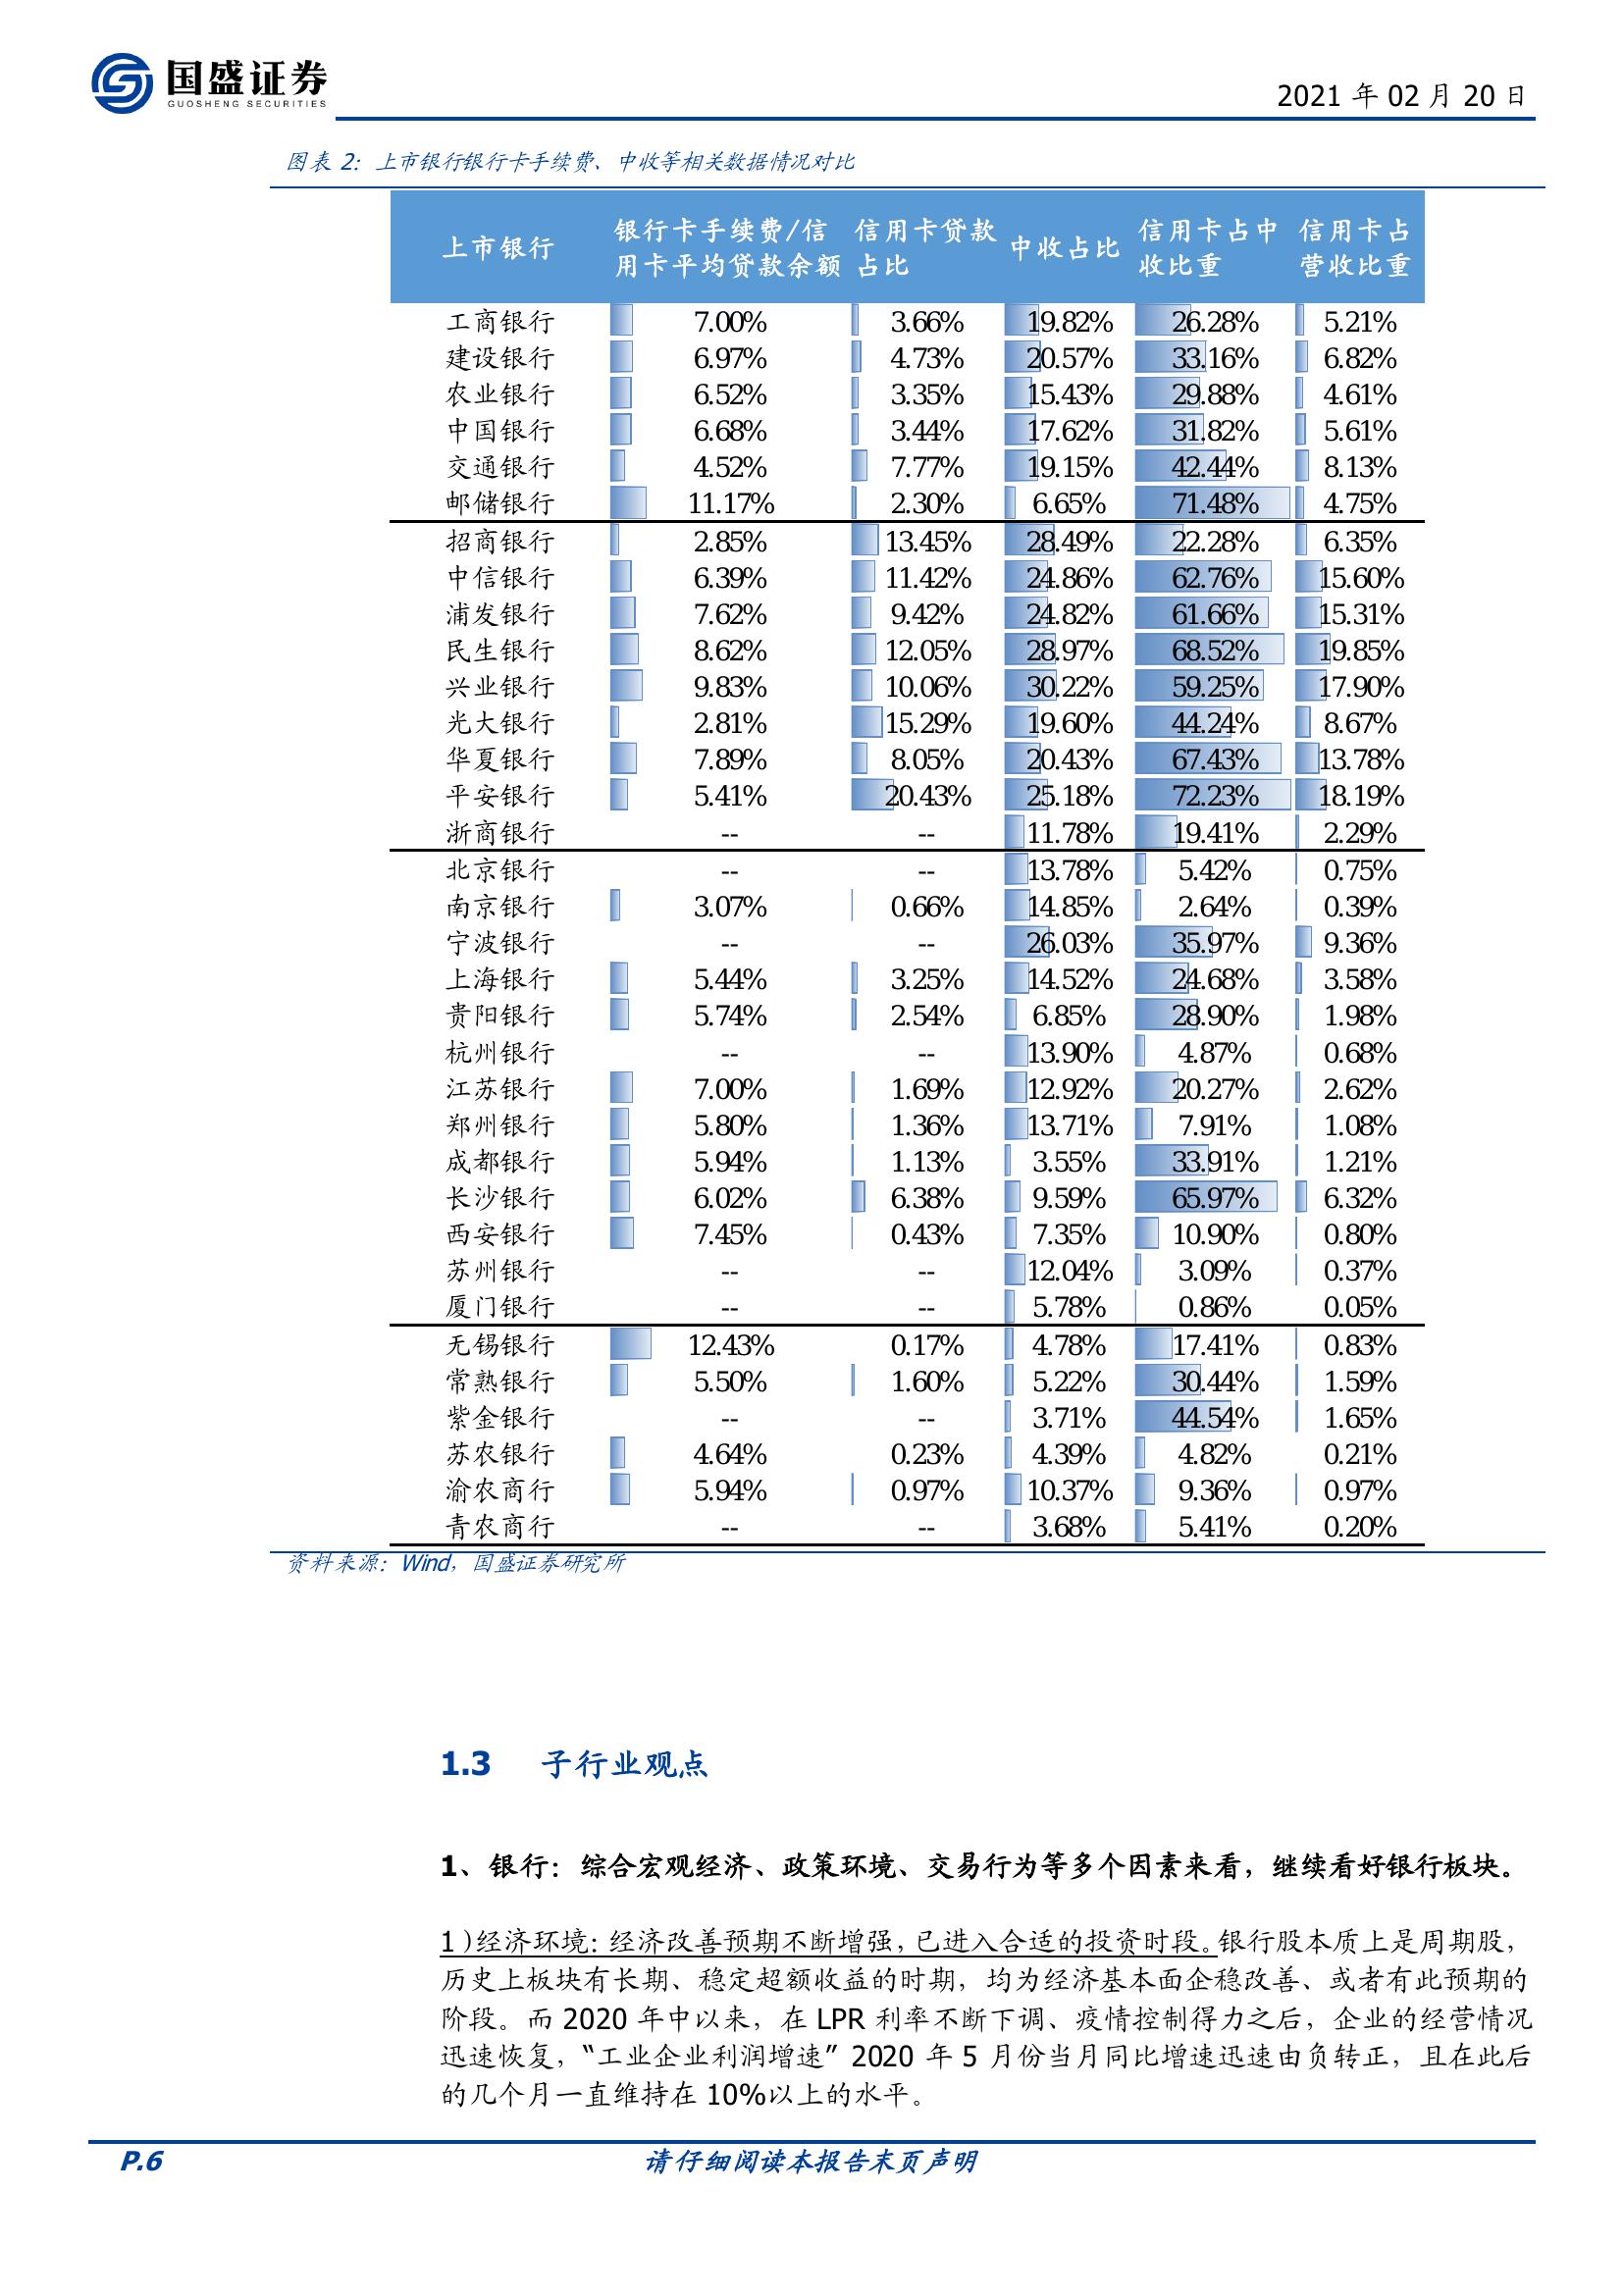 国盛证券
GUOSHENG SECURITIES
2021 年 02 月 20 日
图表 2：上市银行银行卡手续费、中收等相关数据情况对比
上市银行 银行卡手续费/信用卡平均贷款余额 信用卡贷款占比 中收占比 信用卡占中收比重 信用卡占营收比重
工商银行 7.00% 3.66% 19.82% 26.28% 5.21%
建设银行 6.97% 4.73% 20.57% 33.16% 6.82%
农业银行 6.52% 3.35% 15.43% 29.88% 4.61%
中国银行 6.68% 3.44% 17.62% 31.82% 5.61%
交通银行 4.52% 7.77% 19.15% 42.44% 8.13%
邮储银行 11.17% 2.30% 6.65% 71.48% 4.75%
招商银行 2.85% 13.45% 28.49% 22.28% 6.35%
中信银行 6.39% 11.42% 24.86% 62.76% 15.60%
浦发银行 7.62% 9.42% 24.82% 61.66% 15.31%
民生银行 8.62% 12.05% 28.97% 68.52% 19.85%
兴业银行 9.83% 10.06% 30.22% 59.25% 17.90%
光大银行 2.81% 15.29% 19.60% 44.24% 8.67%
华夏银行 7.89% 8.05% 20.43% 67.43% 13.78%
平安银行 5.41% 20.43% 25.18% 72.23% 18.19%
浙商银行 -- -- 11.78% 19.41% 2.29%
北京银行 -- -- 13.78% 5.42% 0.75%
南京银行 3.07% 0.66% 14.85% 2.64% 0.39%
宁波银行 -- -- 26.03% 35.97% 9.36%
上海银行 5.44% 3.25% 14.52% 24.68% 3.58%
贵阳银行 5.74% 2.54% 6.85% 28.90% 1.98%
杭州银行 -- -- 13.90% 4.87% 0.68%
江苏银行 7.00% 1.69% 12.92% 20.27% 2.62%
郑州银行 5.80% 1.36% 13.71% 7.91% 1.08%
成都银行 5.94% 1.13% 3.55% 33.91% 1.21%
长沙银行 6.02% 6.38% 9.59% 65.97% 6.32%
西安银行 7.45% 0.43% 7.35% 10.90% 0.80%
苏州银行 -- -- 12.04% 3.09% 0.37%
厦门银行 -- -- 5.78% 0.86% 0.05%
无锡银行 12.43% 0.17% 4.78% 17.41% 0.83%
常熟银行 5.50% 1.60% 5.22% 30.44% 1.59%
紫金银行 -- -- 3.71% 44.54% 1.65%
苏农银行 4.64% 0.23% 4.39% 4.82% 0.21%
渝农商行 5.94% 0.97% 10.37% 9.36% 0.97%
青农商行 -- -- 3.68% 5.41% 0.20%
资料来源：Wind，国盛证券研究所
1.3 子行业观点
1、银行：综合宏观经济、政策环境、交易行为等多个因素来看，继续看好银行板块。
1）经济环境：经济改善预期不断增强，已进入合适的投资时段。银行股本质上是周期股，
历史上板块有长期、稳定超额收益的时期，均为经济基本面企稳改善、或者有此预期的
阶段。而 2020 年中以来，在 LPR 利率不断下调、疫情控制得力之后，企业的经营情况
迅速恢复，“工业企业利润增速”2020 年 5 月份当月同比增速迅速由负转正，且在此后
的几个月一直维持在 10%以上的水平。
P.6 请仔细阅读本报告末页声明